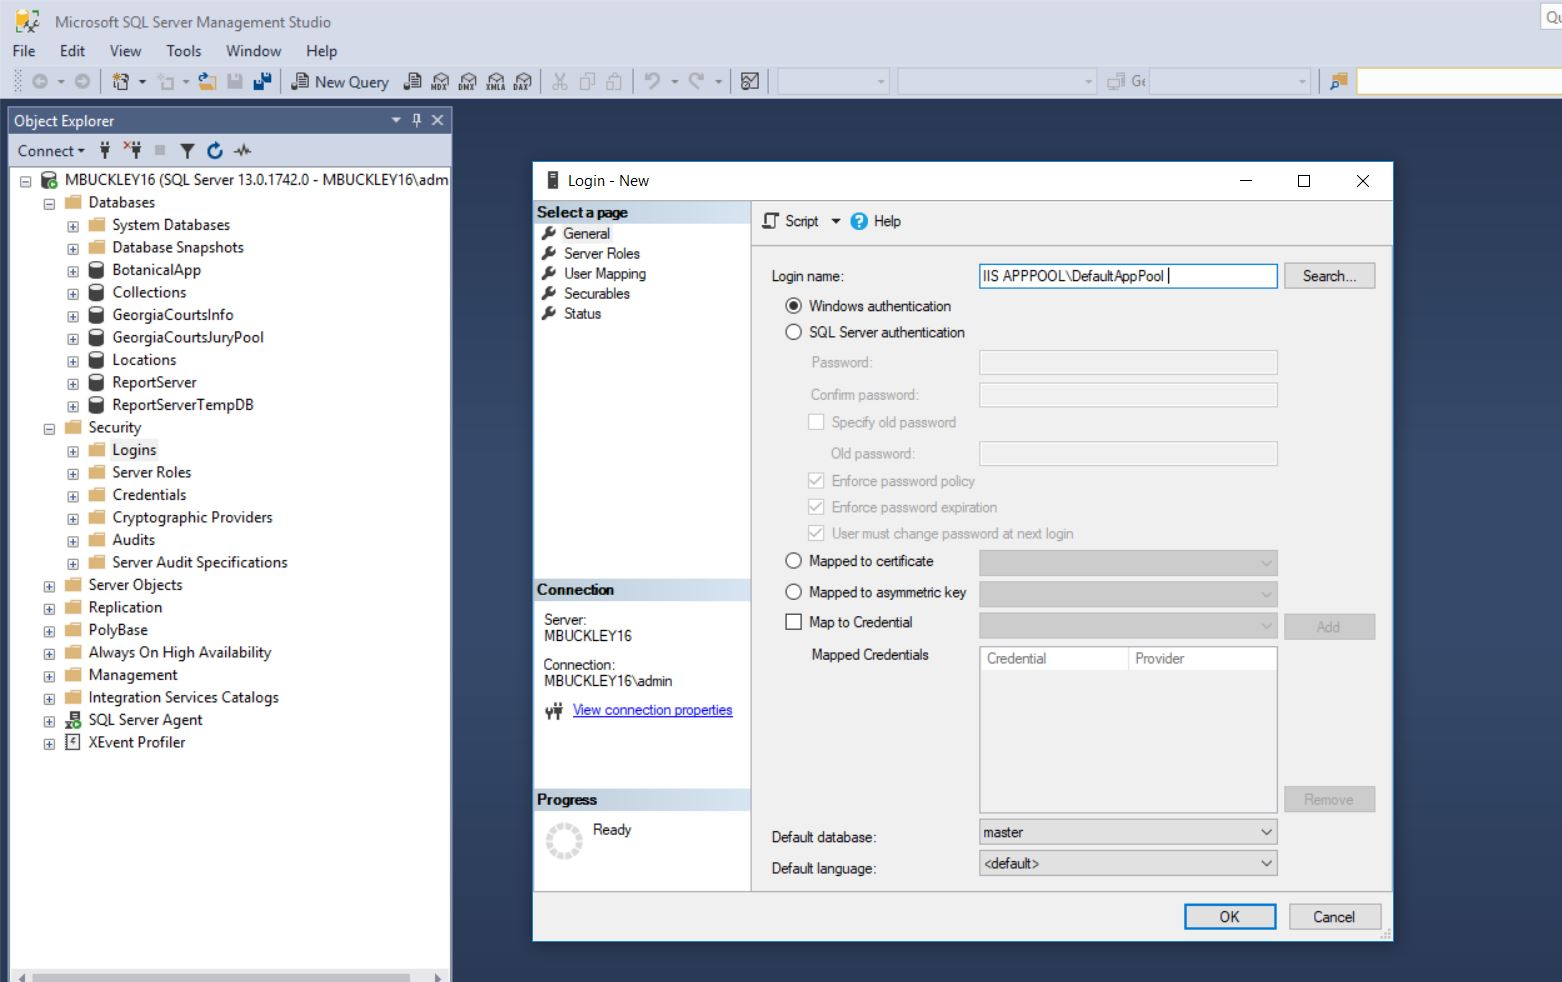 Microsoft SQL Server Management Studio
Qu
File Edit View Tools Window Help
New Query MDX DMX XMLA DAX Ge
Object Explorer
Connect
MBUCKLEY16 (SQL Server 13.0.1742.0 - MBUCKLEY16\adm
Databases
System Databases
Database Snapshots
BotanicalApp
Collections
GeorgiaCourtsInfo
GeorgiaCourtsJuryPool
Locations
ReportServer
ReportServerTempDB
Security
Logins
Server Roles
Credentials
Cryptographic Providers
Audits
Server Audit Specifications
Server Objects
Replication
PolyBase
Always On High Availability
Management
Integration Services Catalogs
SQL Server Agent
XEvent Profiler
Login - New
Select a page
General
Server Roles
User Mapping
Securables
Status
Connection
Server:
MBUCKLEY16
Connection:
MBUCKLEY16\admin
View connection properties
Progress
Ready
Script Help
Login name: IIS APPPOOL\DefaultAppPool Search...
Windows authentication
SQL Server authentication
Password:
Confirm password:
Specify old password
Old password:
Enforce password policy
Enforce password expiration
User must change password at next login
Mapped to certificate
Mapped to asymmetric key
Map to Credential Add
Mapped Credentials Credential Provider
Remove
Default database: master
Default language: <default>
OK Cancel